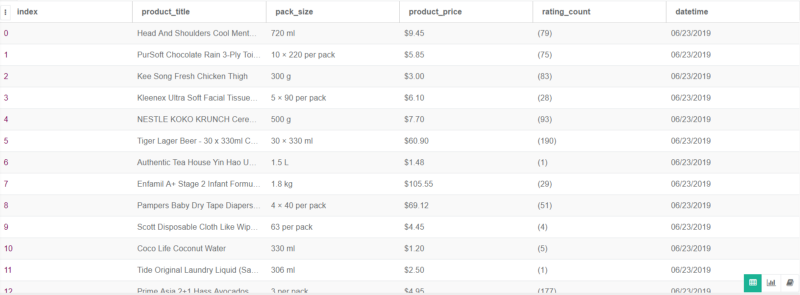 index product_title pack_size product_price rating_count datetime
0 Head And Shoulders Cool Ment... 720 ml $9.45 (79) 06/23/2019
1 PurSoft Chocolate Rain 3-Ply Toi... 10 × 220 per pack $5.85 (75) 06/23/2019
2 Kee Song Fresh Chicken Thigh 300 g $3.00 (83) 06/23/2019
3 Kleenex Ultra Soft Facial Tissue... 5 × 90 per pack $6.10 (28) 06/23/2019
4 NESTLE KOKO KRUNCH Cere... 500 g $7.70 (93) 06/23/2019
5 Tiger Lager Beer - 30 x 330ml C... 30 × 330 ml $60.90 (190) 06/23/2019
6 Authentic Tea House Yin Hao U... 1.5 L $1.48 (1) 06/23/2019
7 Enfamil A+ Stage 2 Infant Formu... 1.8 kg $105.55 (29) 06/23/2019
8 Pampers Baby Dry Tape Diapers... 4 × 40 per pack $69.12 (51) 06/23/2019
9 Scott Disposable Cloth Like Wip... 63 per pack $4.45 (4) 06/23/2019
10 Coco Life Coconut Water 330 ml $1.20 (5) 06/23/2019
11 Tide Original Laundry Liquid (Sa... 306 ml $2.50 (1) 06/23/2019
12 Prime Asia 2+1 Hass Avocados 3 per pack $4.95 (177) 06/23/2019